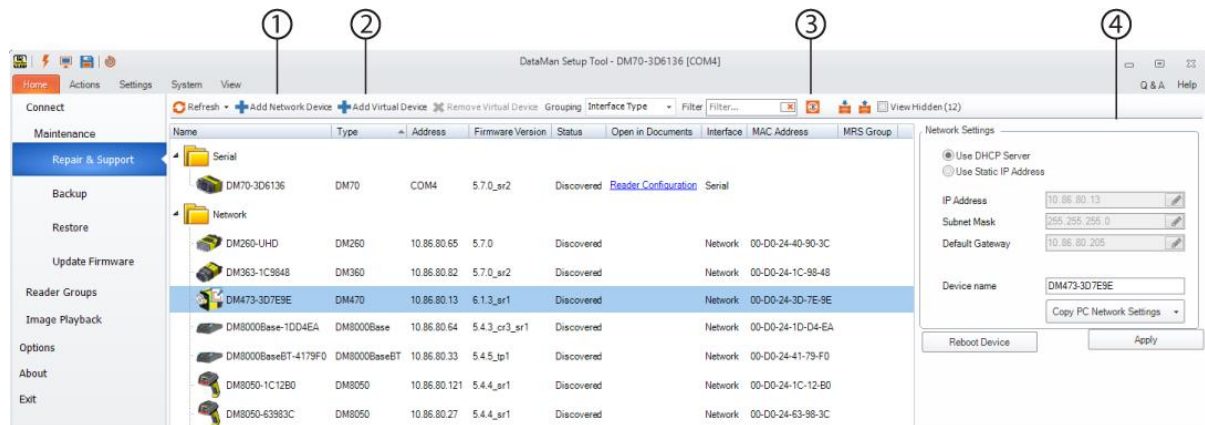 1 2 3 4
DataMan Setup Tool - DM70-3D6136 [COM4]
Home Actions Settings System View Q & A Help
Connect
Maintenance
Repair & Support
Backup
Restore
Update Firmware
Reader Groups
Image Playback
Options
About
Exit
Refresh Add Network Device Add Virtual Device Remove Virtual Device Grouping Interface Type Filter Filter... View Hidden (12)
Name Type Address Firmware Version Status Open in Documents Interface MAC Address MRS Group
Serial
DM70-3D6136 DM70 COM4 5.7.0_sr2 Discovered Reader Configuration Serial
Network
DM260-UHD DM260 10.86.80.65 5.7.0 Discovered Network 00-D0-24-40-90-3C
DM363-1C9848 DM360 10.86.80.82 5.7.0_sr2 Discovered Network 00-D0-24-1C-98-48
DM473-3D7E9E DM470 10.86.80.13 6.1.3_sr1 Discovered Network 00-D0-24-3D-7E-9E
DM8000Base-1DD4EA DM8000Base 10.86.80.64 5.4.3_cr3_sr1 Discovered Network 00-D0-24-1D-D4-EA
DM8000BaseBT-4179F0 DM8000BaseBT 10.86.80.33 5.4.5_tp1 Discovered Network 00-D0-24-41-79-F0
DM8050-1C12B0 DM8050 10.86.80.121 5.4.4_sr1 Discovered Network 00-D0-24-1C-12-B0
DM8050-63983C DM8050 10.86.80.27 5.4.4_sr1 Discovered Network 00-D0-24-63-98-3C
Network Settings
Use DHCP Server
Use Static IP Address
IP Address 10.86.80.13
Subnet Mask 255.255.255.0
Default Gateway 10.86.80.205
Device name DM473-3D7E9E
Copy PC Network Settings
Reboot Device Apply